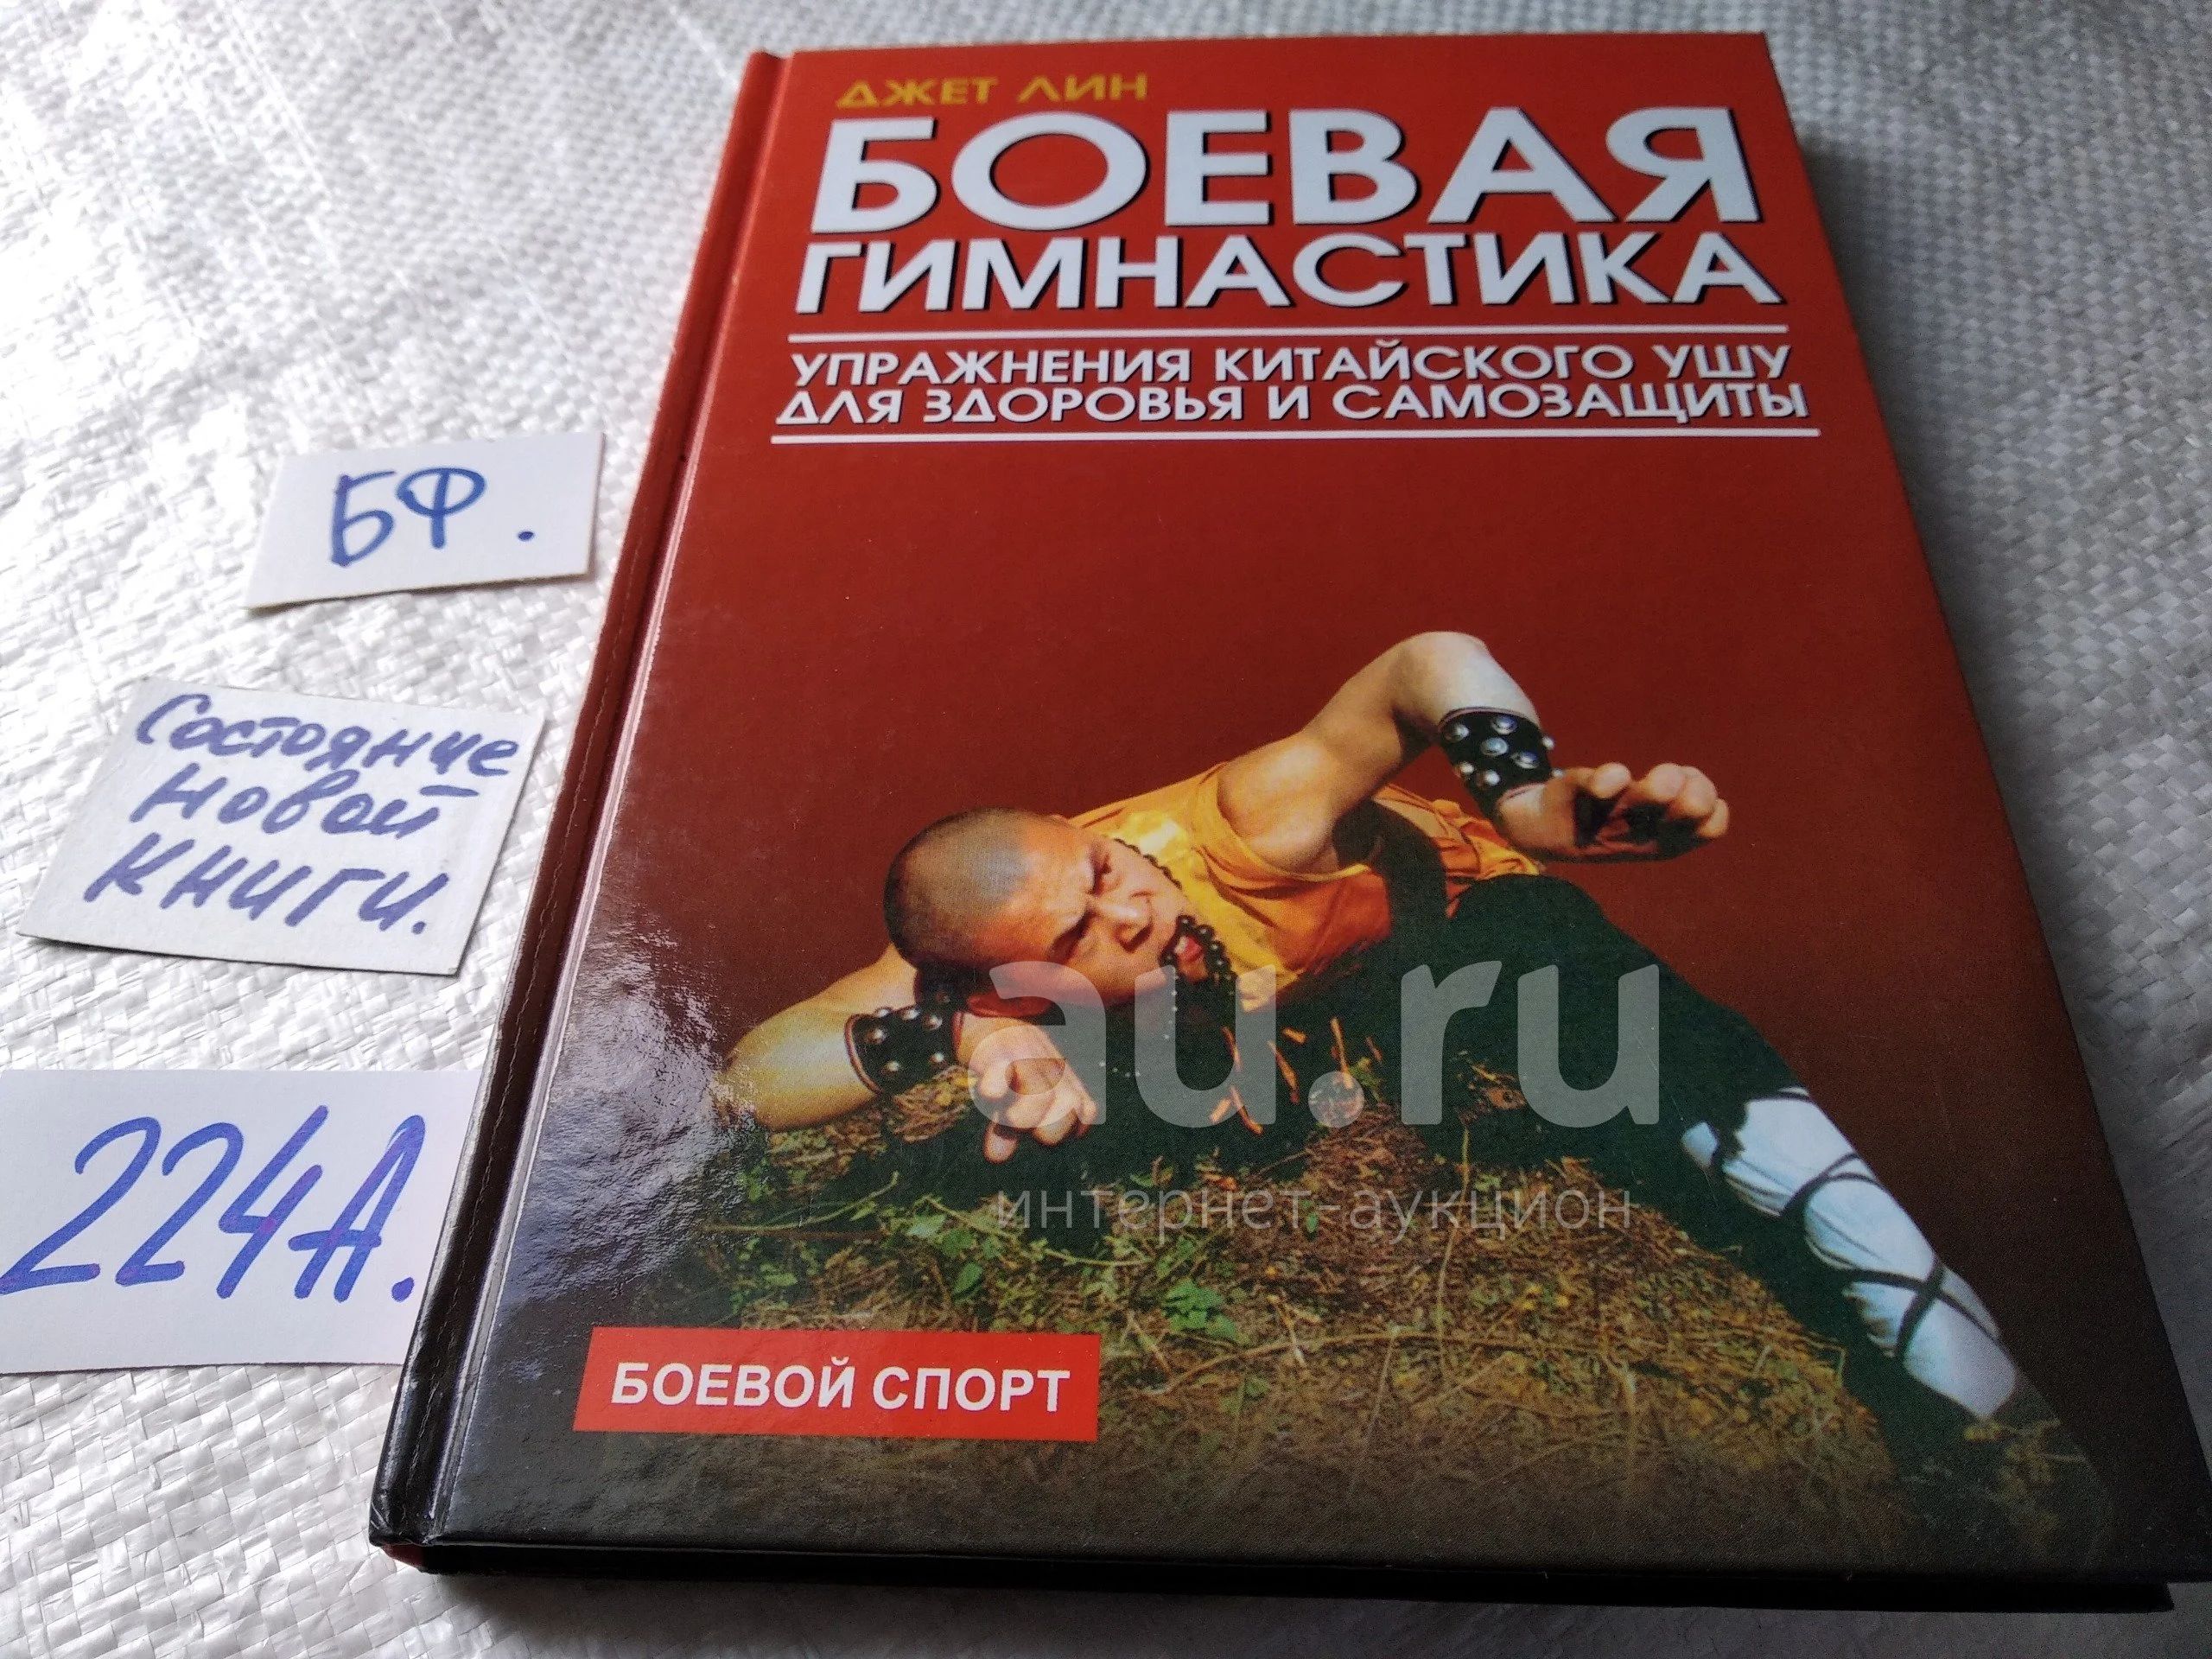 ДЖЕТ ЛИН
БОЕВАЯ
ГИМНАСТИКА
УПРАЖНЕНИЯ КИТАЙСКОГО УШУ
ДЛЯ ЗДОРОВЬЯ И САМОЗАЩИТЫ
БФ.
Состояние
новой
книги.
224А.
au.ru
интернет-аукцион
БОЕВОЙ СПОРТ